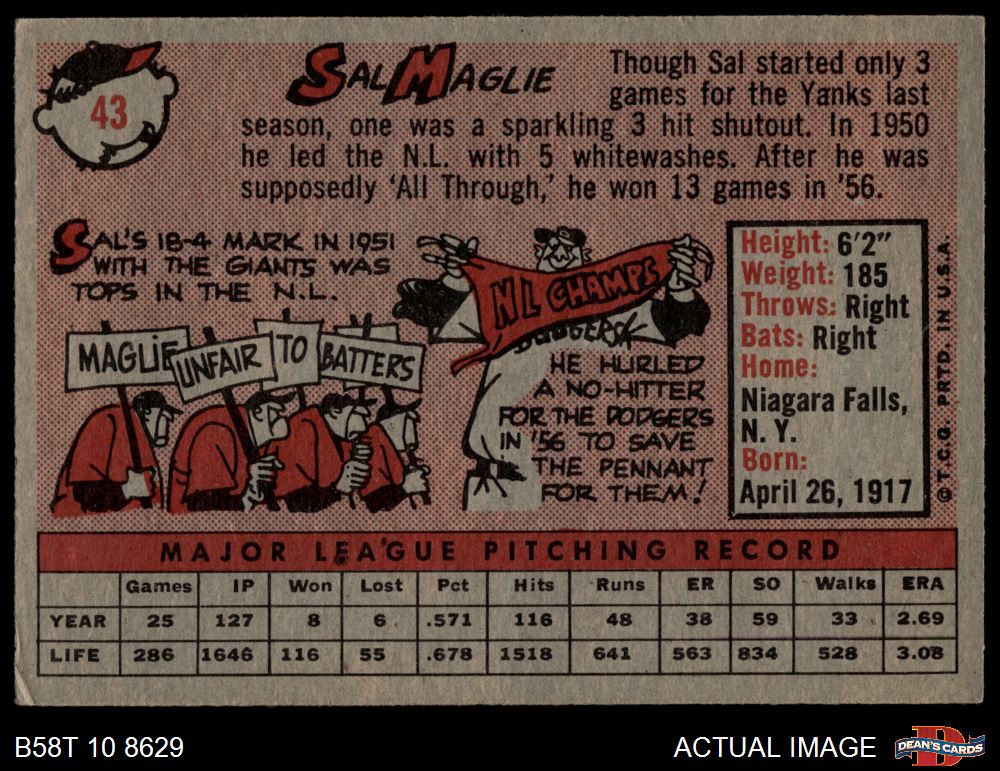 43
SAL MAGLIE
Though Sal started only 3
games for the Yanks last
season, one was a sparkling 3 hit shutout. In 1950
he led the N.L. with 5 whitewashes. After he was
supposedly 'All Through,' he won 13 games in '56.
SAL'S 18-4 MARK IN 1951
WITH THE GIANTS WAS
TOPS IN THE N.L.
MAGLIE UNFAIR TO BATTERS
NL CHAMPS
DODGERS
HE HURLED
A NO-HITTER
FOR THE DODGERS
IN '56 TO SAVE
THE PENNANT
FOR THEM!
Height: 6'2"
Weight: 185
Throws: Right
Bats: Right
Home:
Niagara Falls,
N. Y.
Born:
April 26, 1917
© T.C.G. PRTD. IN U.S.A.
MAJOR LEAGUE PITCHING RECORD
Games IP Won Lost Pct Hits Runs ER SO Walks ERA
YEAR 25 127 8 6 .571 116 48 38 59 33 2.69
LIFE 286 1646 116 55 .678 1518 641 563 834 528 3.08
B58T 10 8629
ACTUAL IMAGE
D
DEAN'S CARDS